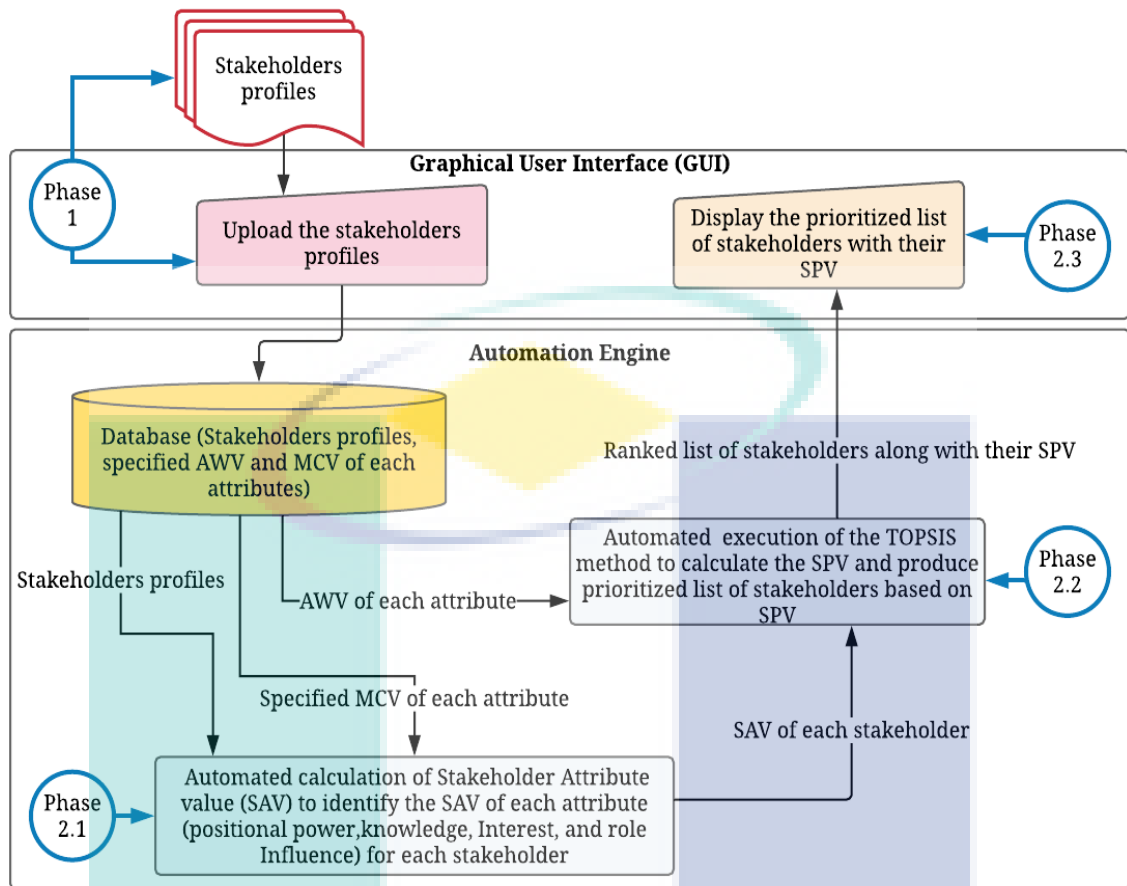 Stakeholders
profiles
Graphical User Interface (GUI)
Phase
1
Upload the stakeholders
profiles
Display the prioritized list
of stakeholders with their
SPV
Phase
2.3
Automation Engine
Database (Stakeholders profiles,
specified AWV and MCV of each
attributes)
Ranked list of stakeholders along with their SPV
Stakeholders profiles
AWV of each attribute
Automated execution of the TOPSIS
method to calculate the SPV and produce
prioritized list of stakeholders based on
SPV
Phase
2.2
Specified MCV of each attribute
SAV of each stakeholder
Phase
2.1
Automated calculation of Stakeholder Attribute
value (SAV) to identify the SAV of each attribute
(positional power,knowledge, Interest, and role
Influence) for each stakeholder